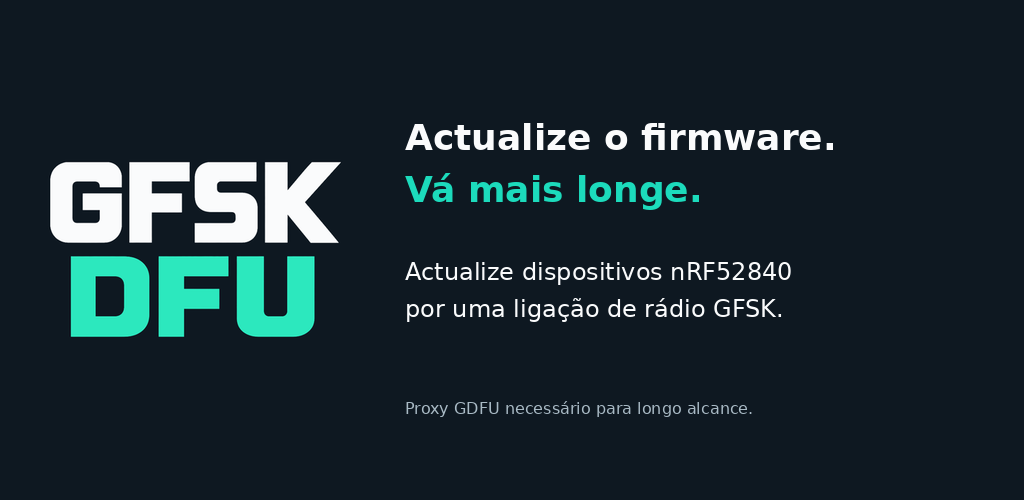 GFSK
DFU
Actualize o firmware.
Vá mais longe.
Actualize dispositivos nRF52840
por uma ligação de rádio GFSK.
Proxy GDFU necessário para longo alcance.